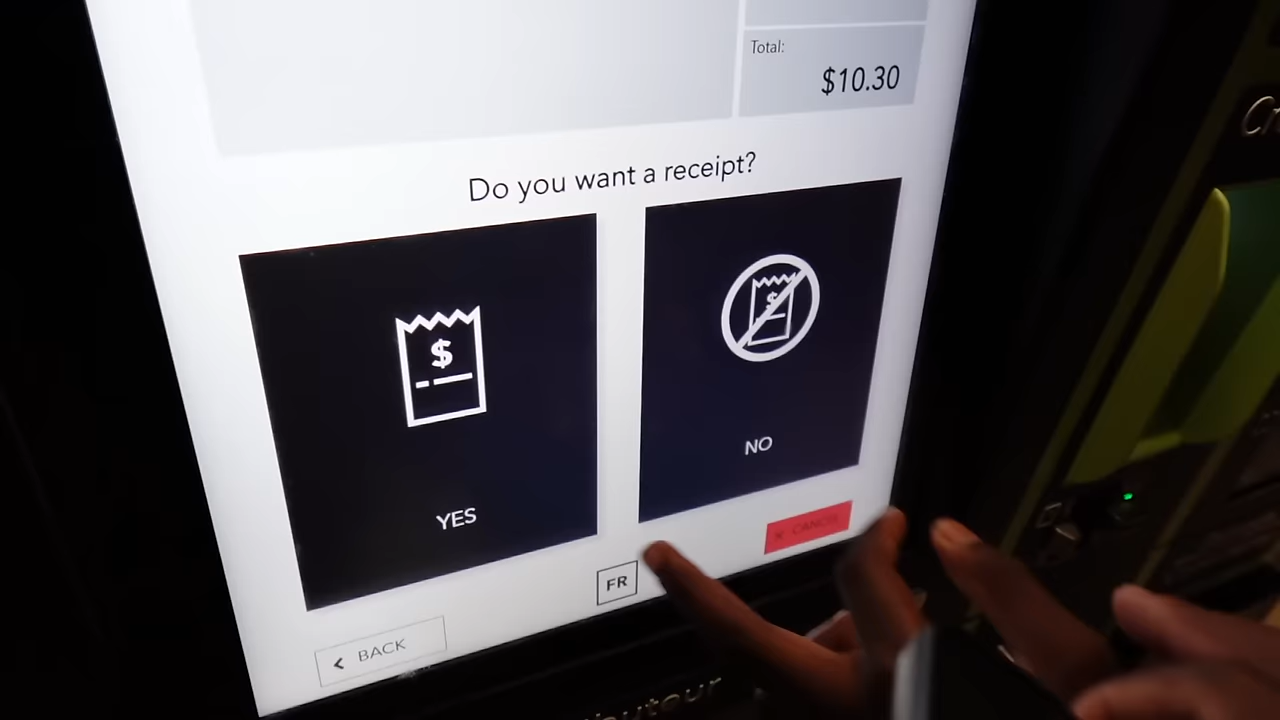 Total:
$10.30
Do you want a receipt?
$
$
YES
NO
× CANCEL
FR
< BACK